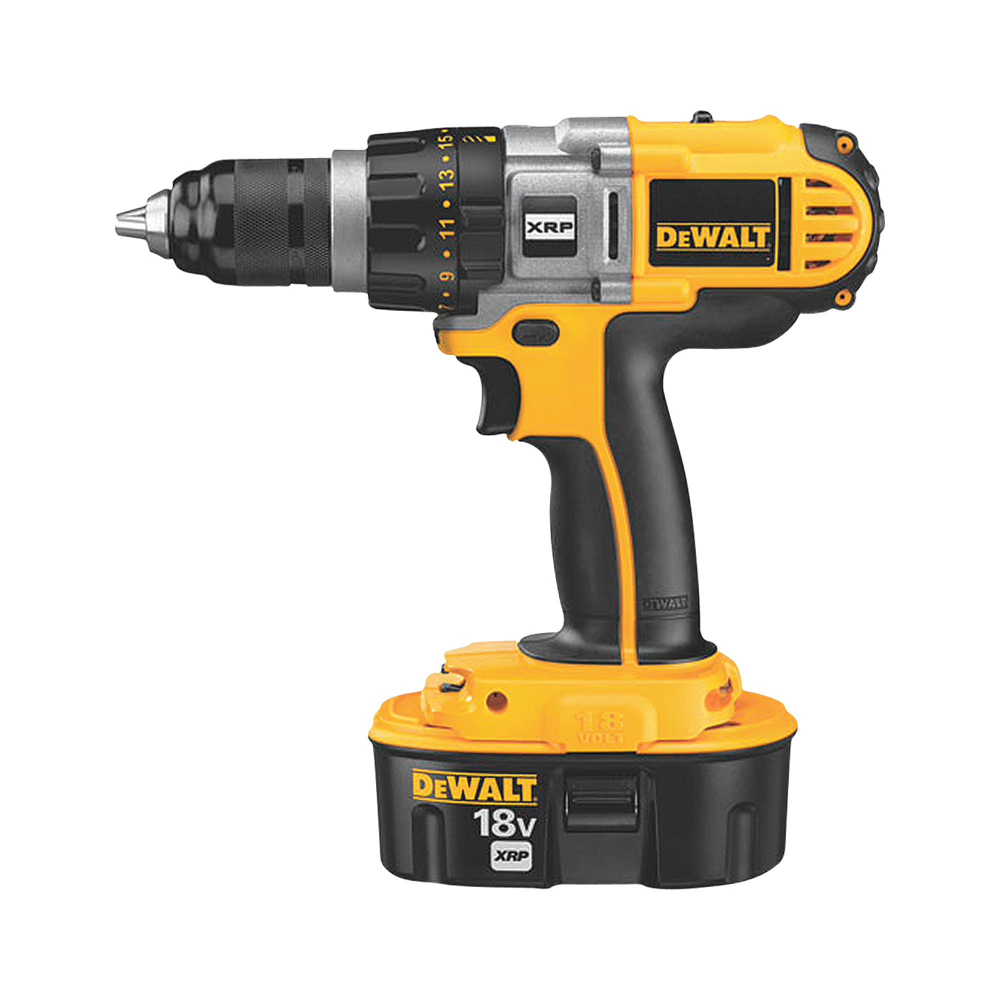 15
13
11
9
7
XRP
DEWALT
DEWALT
18
VOLT
DEWALT
18V
XRP